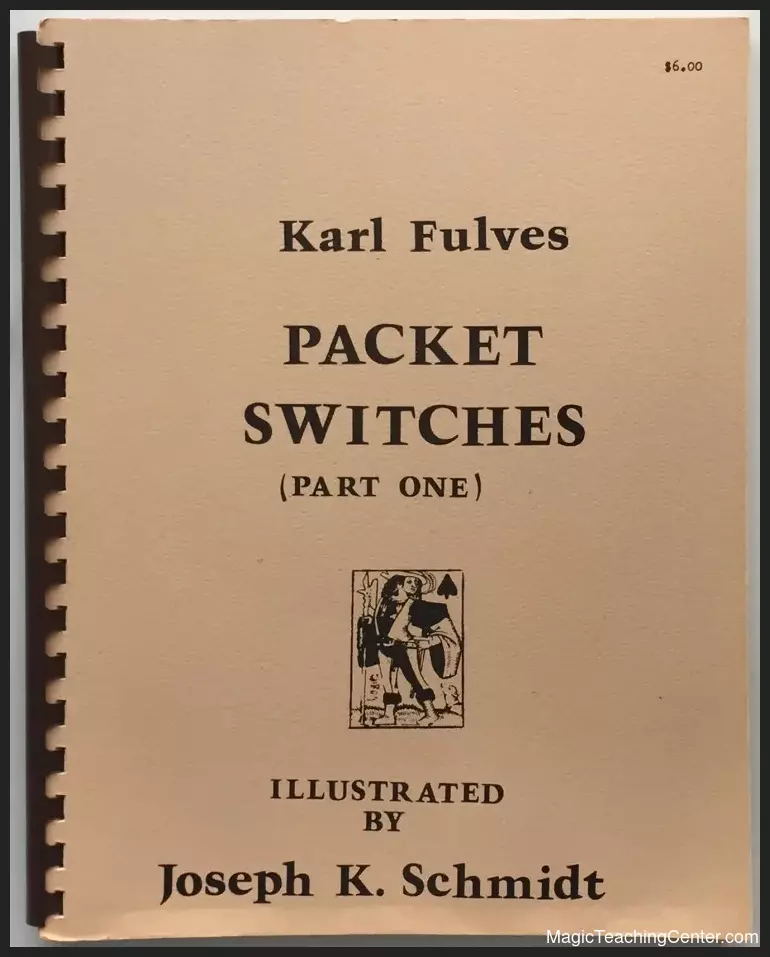 $6.00
Karl Fulves
PACKET
SWITCHES
(PART ONE)
ILLUSTRATED
BY
Joseph K. Schmidt
MagicTeachingCenter.com